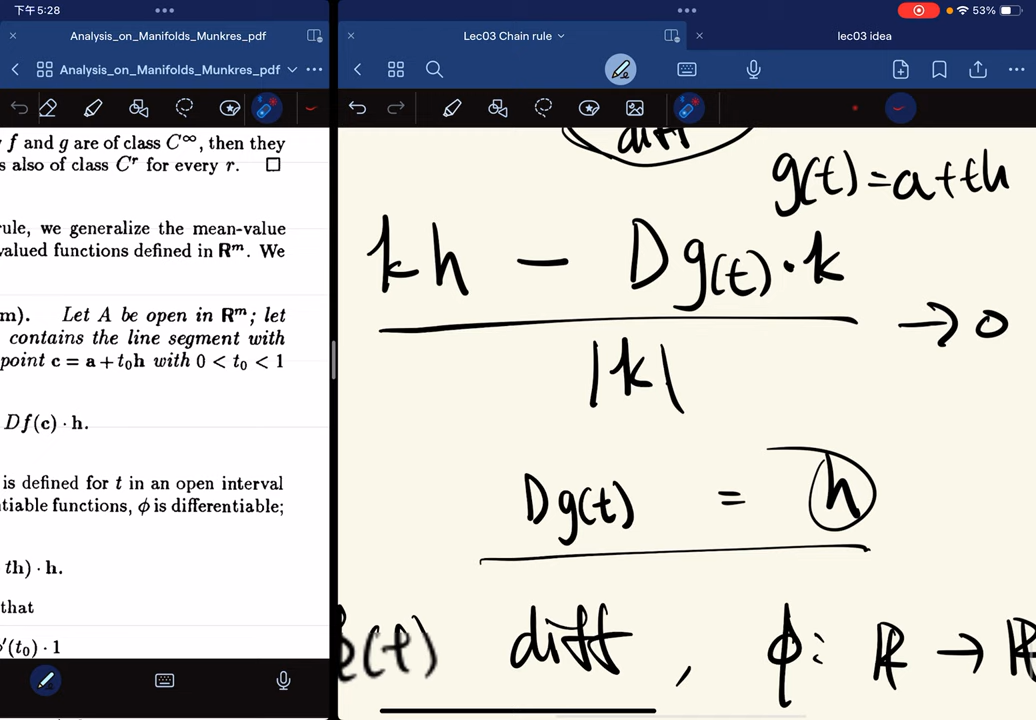 下午5:28
53%
Analysis_on_Manifolds_Munkres_pdf
Analysis_on_Manifolds_Munkres_pdf
f and g are of class C∞, then they
s also of class Cʳ for every r. □
rule, we generalize the mean-value
valued functions defined in Rᵐ. We
m). Let A be open in Rᵐ; let
contains the line segment with
point c = a + t₀h with 0 < t₀ < 1
Df(c) · h.
is defined for t in an open interval
tiable functions, ϕ is differentiable;
th) · h.
that
′(t₀) · 1
Lec03 Chain rule
lec03 idea
diff
g(t)=a+th
kh − Dg(t)·k
|k|
→ 0
Dg(t) = h
(t) diff , ϕ: R → R